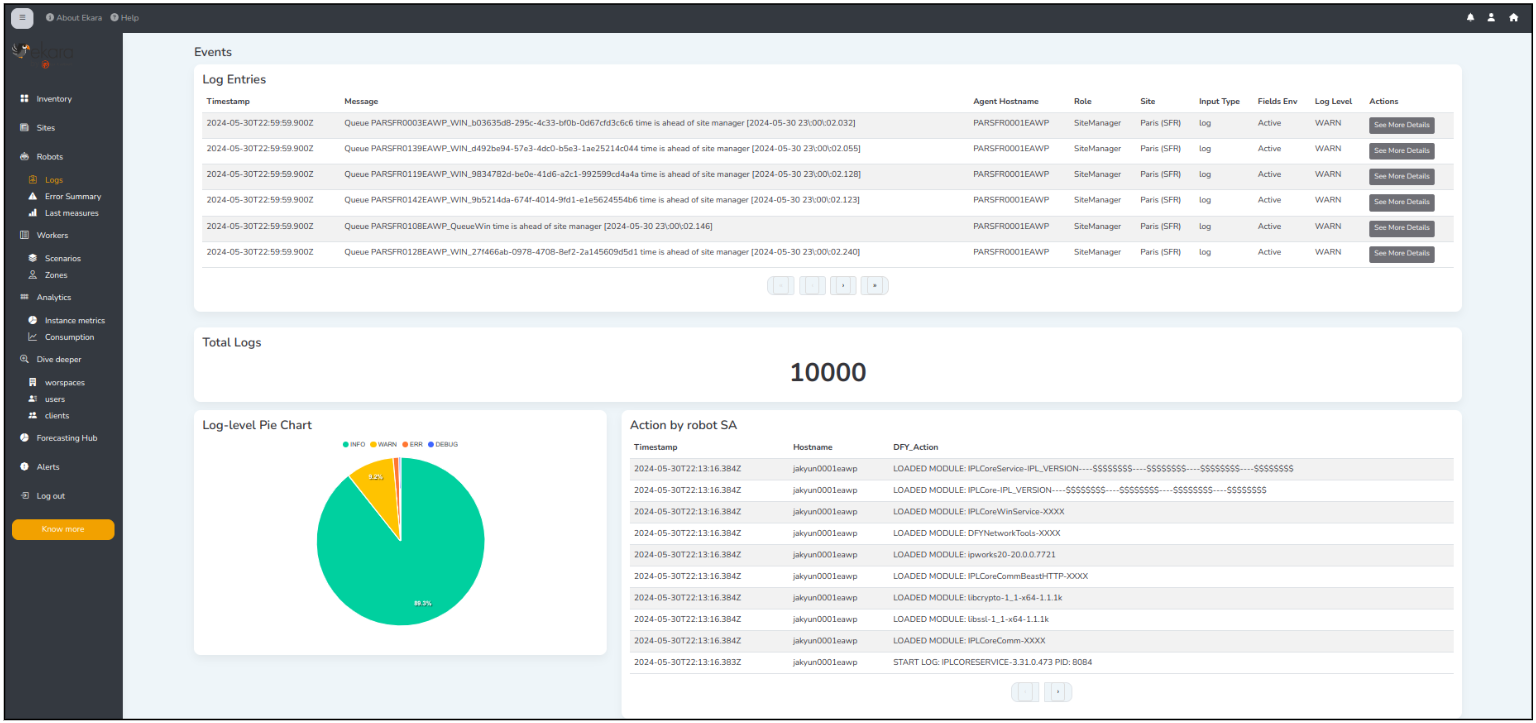 About Ekara Help
ekara
Inventory
Sites
Robots
Logs
Error Summary
Last measures
Workers
Scenarios
Zones
Analytics
Instance metrics
Consumption
Dive deeper
worspaces
users
clients
Forecasting Hub
Alerts
Log out
Know more
Events
Log Entries
Timestamp Message Agent Hostname Role Site Input Type Fields Env Log Level Actions
2024-05-30T22:59:59.900Z Queue PARSFR0003EAWP_WIN_b03635d8-295c-4c33-bf0b-0d67cfd3c6c6 time is ahead of site manager [2024-05-30 23\:00\:02.032] PARSFR0001EAWP SiteManager Paris (SFR) log Active WARN See More Details
2024-05-30T22:59:59.900Z Queue PARSFR0139EAWP_WIN_d492be94-57e3-4dc0-b5e3-1ae25214c044 time is ahead of site manager [2024-05-30 23\:00\:02.055] PARSFR0001EAWP SiteManager Paris (SFR) log Active WARN See More Details
2024-05-30T22:59:59.900Z Queue PARSFR0119EAWP_WIN_9834782d-be0e-41d6-a2c1-992599cd4a4a time is ahead of site manager [2024-05-30 23\:00\:02.128] PARSFR0001EAWP SiteManager Paris (SFR) log Active WARN See More Details
2024-05-30T22:59:59.900Z Queue PARSFR0142EAWP_WIN_9b5214da-674f-4014-9fd1-e1e5624554b6 time is ahead of site manager [2024-05-30 23\:00\:02.123] PARSFR0001EAWP SiteManager Paris (SFR) log Active WARN See More Details
2024-05-30T22:59:59.900Z Queue PARSFR0108EAWP_QueueWin time is ahead of site manager [2024-05-30 23\:00\:02.146] PARSFR0001EAWP SiteManager Paris (SFR) log Active WARN See More Details
2024-05-30T22:59:59.900Z Queue PARSFR0128EAWP_WIN_27f466ab-0978-4708-8ef2-2a145609d5d1 time is ahead of site manager [2024-05-30 23\:00\:02.240] PARSFR0001EAWP SiteManager Paris (SFR) log Active WARN See More Details
Total Logs
10000
Log-level Pie Chart
INFO WARN ERR DEBUG
9.2%
89.3%
Action by robot SA
Timestamp Hostname DFY_Action
2024-05-30T22:13:16.384Z jakyun0001eawp LOADED MODULE: IPLCoreService-IPL_VERSION----$$$$$$$$----$$$$$$$$----$$$$$$$$----$$$$$$$$
2024-05-30T22:13:16.384Z jakyun0001eawp LOADED MODULE: IPLCore-IPL_VERSION----$$$$$$$$----$$$$$$$$----$$$$$$$$----$$$$$$$$
2024-05-30T22:13:16.384Z jakyun0001eawp LOADED MODULE: IPLCoreWinService-XXXX
2024-05-30T22:13:16.384Z jakyun0001eawp LOADED MODULE: DFYNetworkTools-XXXX
2024-05-30T22:13:16.384Z jakyun0001eawp LOADED MODULE: ipworks20-20.0.0.7721
2024-05-30T22:13:16.384Z jakyun0001eawp LOADED MODULE: IPLCoreCommBeastHTTP-XXXX
2024-05-30T22:13:16.384Z jakyun0001eawp LOADED MODULE: libcrypto-1_1-x64-1.1.1k
2024-05-30T22:13:16.384Z jakyun0001eawp LOADED MODULE: libssl-1_1-x64-1.1.1k
2024-05-30T22:13:16.384Z jakyun0001eawp LOADED MODULE: IPLCoreComm-XXXX
2024-05-30T22:13:16.383Z jakyun0001eawp START LOG: IPLCORESERVICE-3.31.0.473 PID: 8084